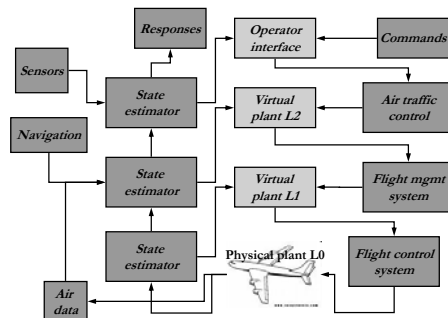 Responses
Operator
interface
Commands
Sensors
State
estimator
Air traffic
control
Virtual
plant L2
Navigation
State
estimator
Flight mgmt
system
Virtual
plant L1
State
estimator
Physical plant L0
Flight control
system
Air
data